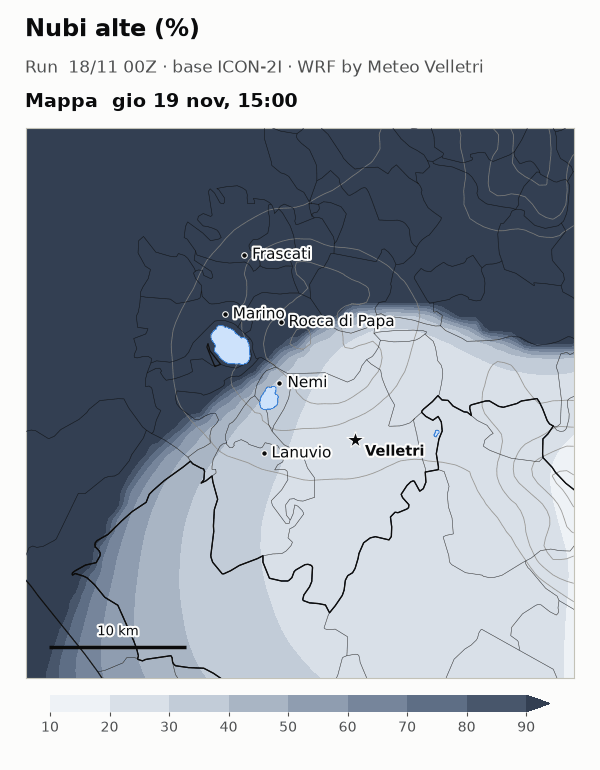 Nubi alte (%)
Run  18/11 00Z · base ICON-2I · WRF by Meteo Velletri
Mappa  gio 19 nov, 15:00
Frascati
Marino
Rocca di Papa
Nemi
Velletri
Lanuvio
10 km
10 20 30 40 50 60 70 80 90